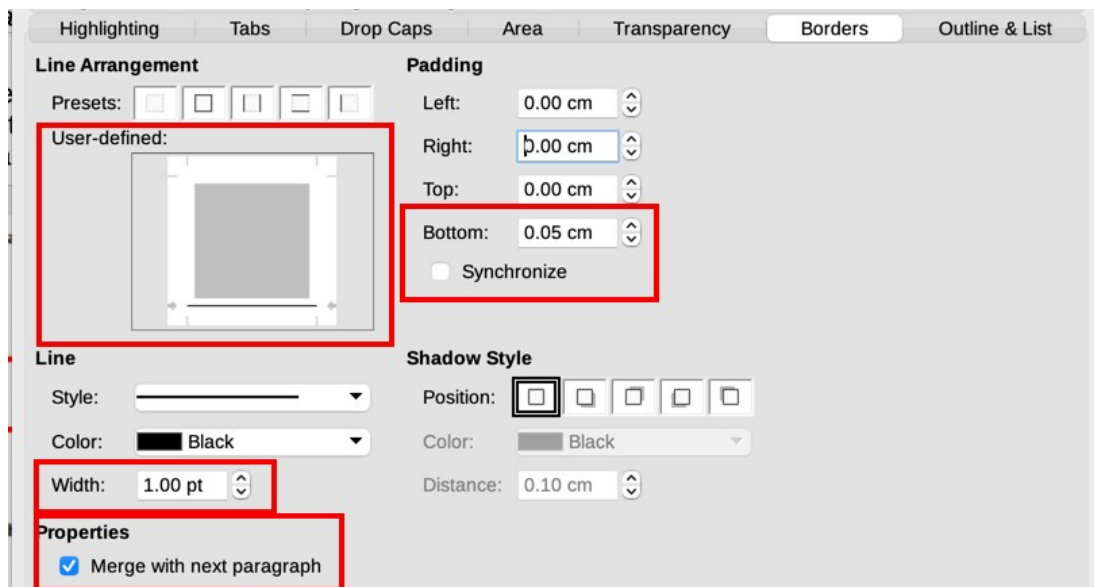 Highlighting Tabs Drop Caps Area Transparency Borders Outline & List
Line Arrangement
Presets:
User-defined:
Padding
Left: 0.00 cm
Right: 0.00 cm
Top: 0.00 cm
Bottom: 0.05 cm
Synchronize
Line
Style:
Color: Black
Width: 1.00 pt
Shadow Style
Position:
Color: Black
Distance: 0.10 cm
Properties
Merge with next paragraph